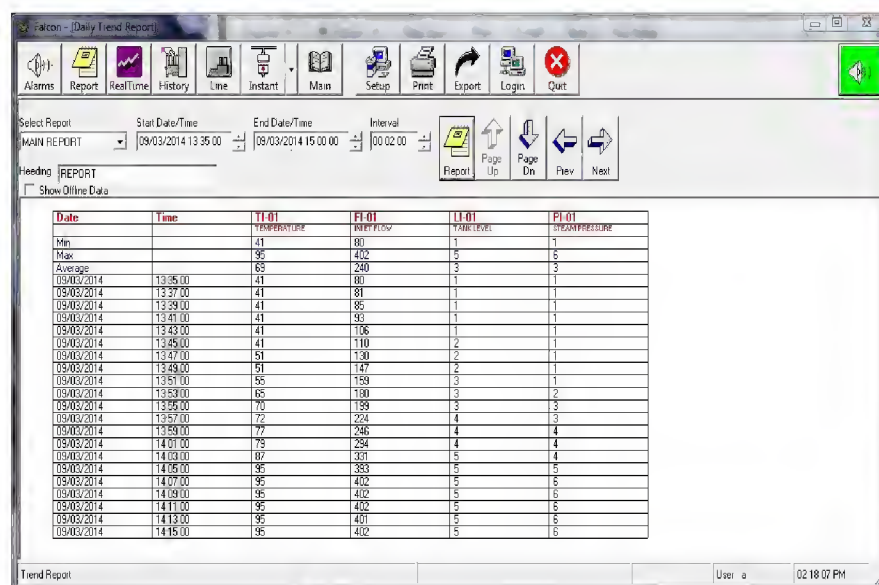 Falcon - [Daily Trend Report]
Alarms Report RealTime History Line Instant Main Setup Print Export Login Quit
Select Report Start Date/Time End Date/Time Interval
MAIN REPORT 09/03/2014 13 35 00 09/03/2014 15 00 00 00 02 00
Report Page Up Page Dn Prev Next
Heeding REPORT
Show Offline Data
Date Time TI-01 FI-01 LI-01 PI-01
TEMPERATURE INLET FLOW TANK LEVEL STEAM PRESSURE
Min 41 80 1 1
Max 95 402 5 6
Average 69 240 3 3
09/03/2014 13 35 00 41 80 1 1
09/03/2014 13 37 00 41 81 1 1
09/03/2014 13 39 00 41 85 1 1
09/03/2014 13 41 00 41 93 1 1
09/03/2014 13 43 00 41 106 1 1
09/03/2014 13 45 00 41 110 2 1
09/03/2014 13 47 00 51 130 2 1
09/03/2014 13 49 00 51 147 2 1
09/03/2014 13 51 00 55 159 3 1
09/03/2014 13 53 00 65 180 3 2
09/03/2014 13 55 00 70 199 3 3
09/03/2014 13 57 00 72 224 4 3
09/03/2014 13 59 00 77 246 4 4
09/03/2014 14 01 00 79 294 4 4
09/03/2014 14 03 00 87 331 5 4
09/03/2014 14 05 00 95 393 5 5
09/03/2014 14 07 00 95 402 5 6
09/03/2014 14 09 00 95 402 5 6
09/03/2014 14 11 00 95 402 5 6
09/03/2014 14 13 00 95 401 5 6
09/03/2014 14 15 00 95 402 5 6
Trend Report User a 02 18 07 PM